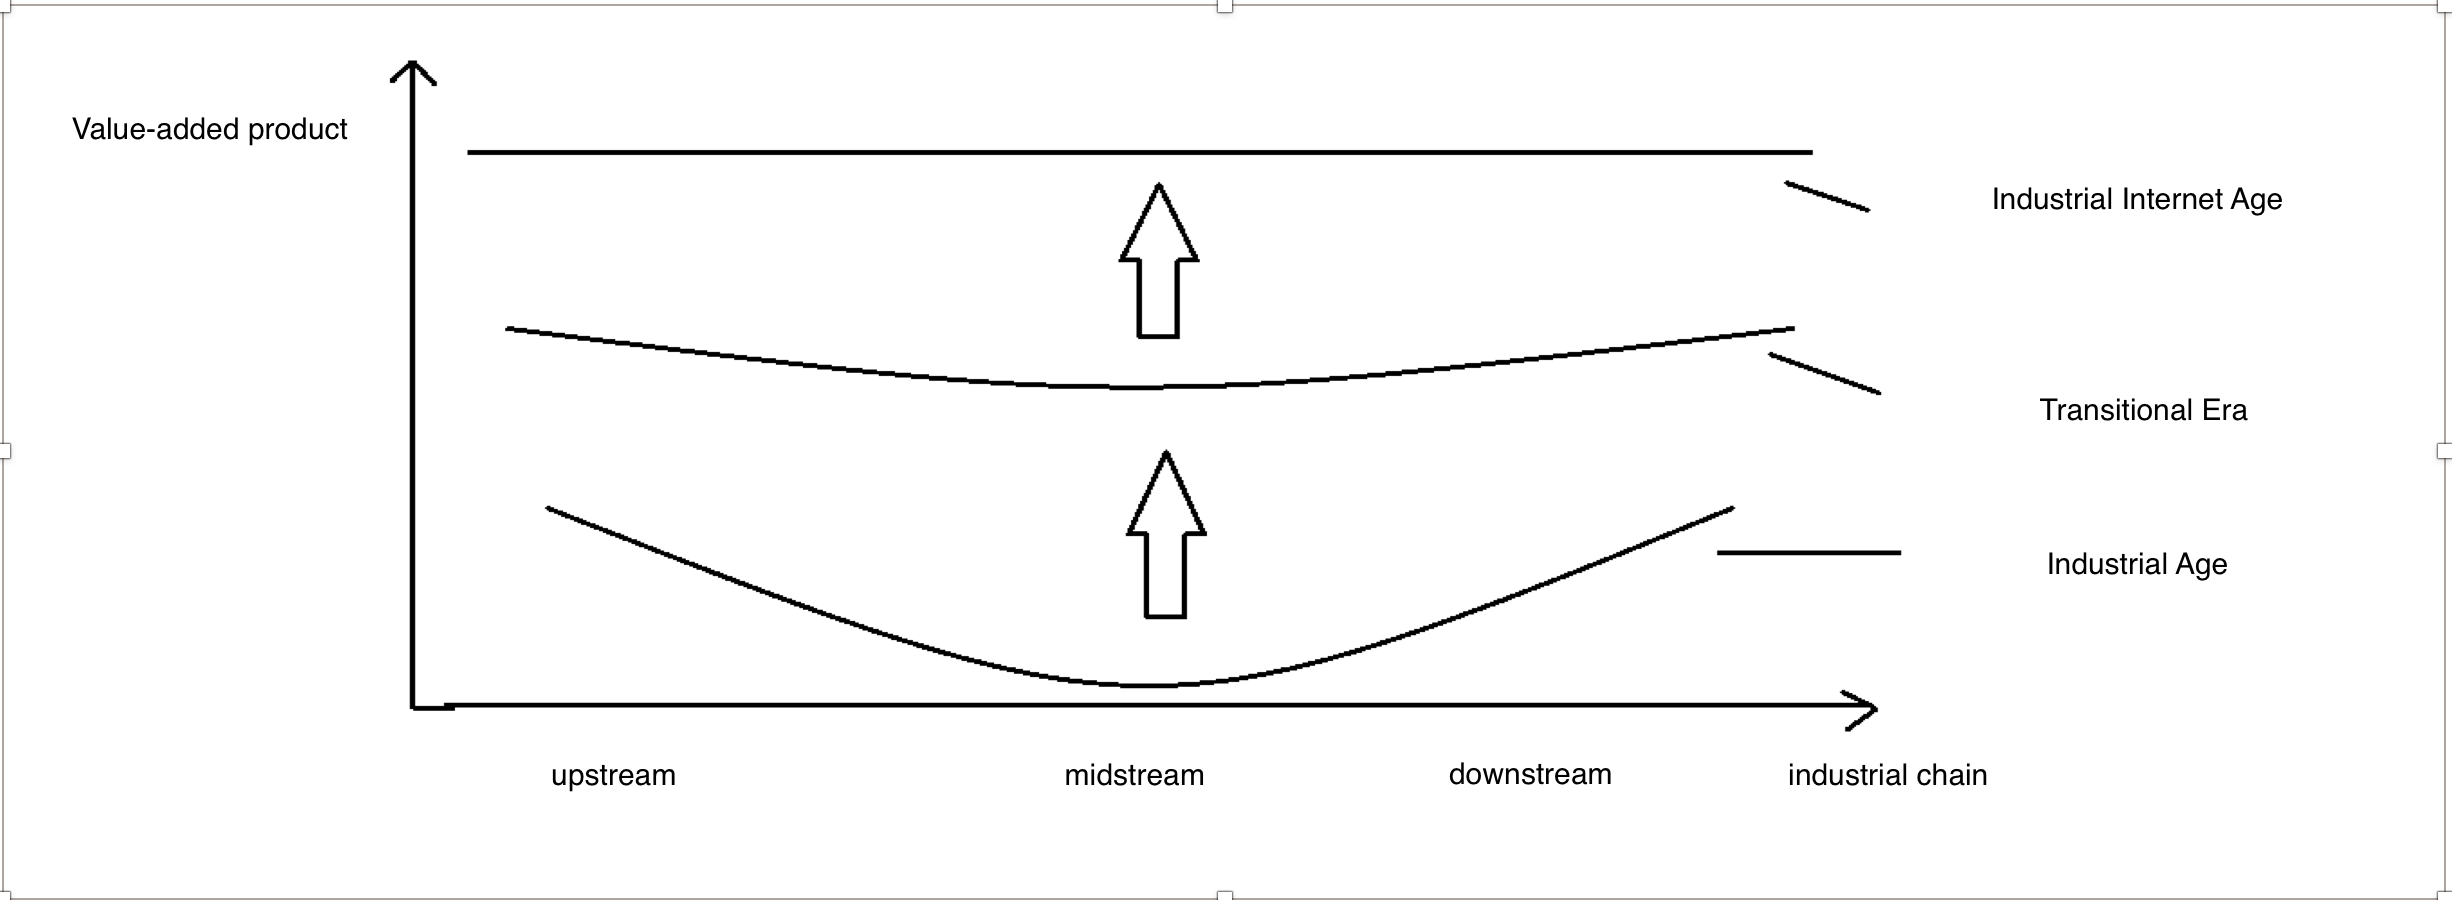 Value-added product
Industrial Internet Age
Transitional Era
Industrial Age
upstream
midstream
downstream
industrial chain